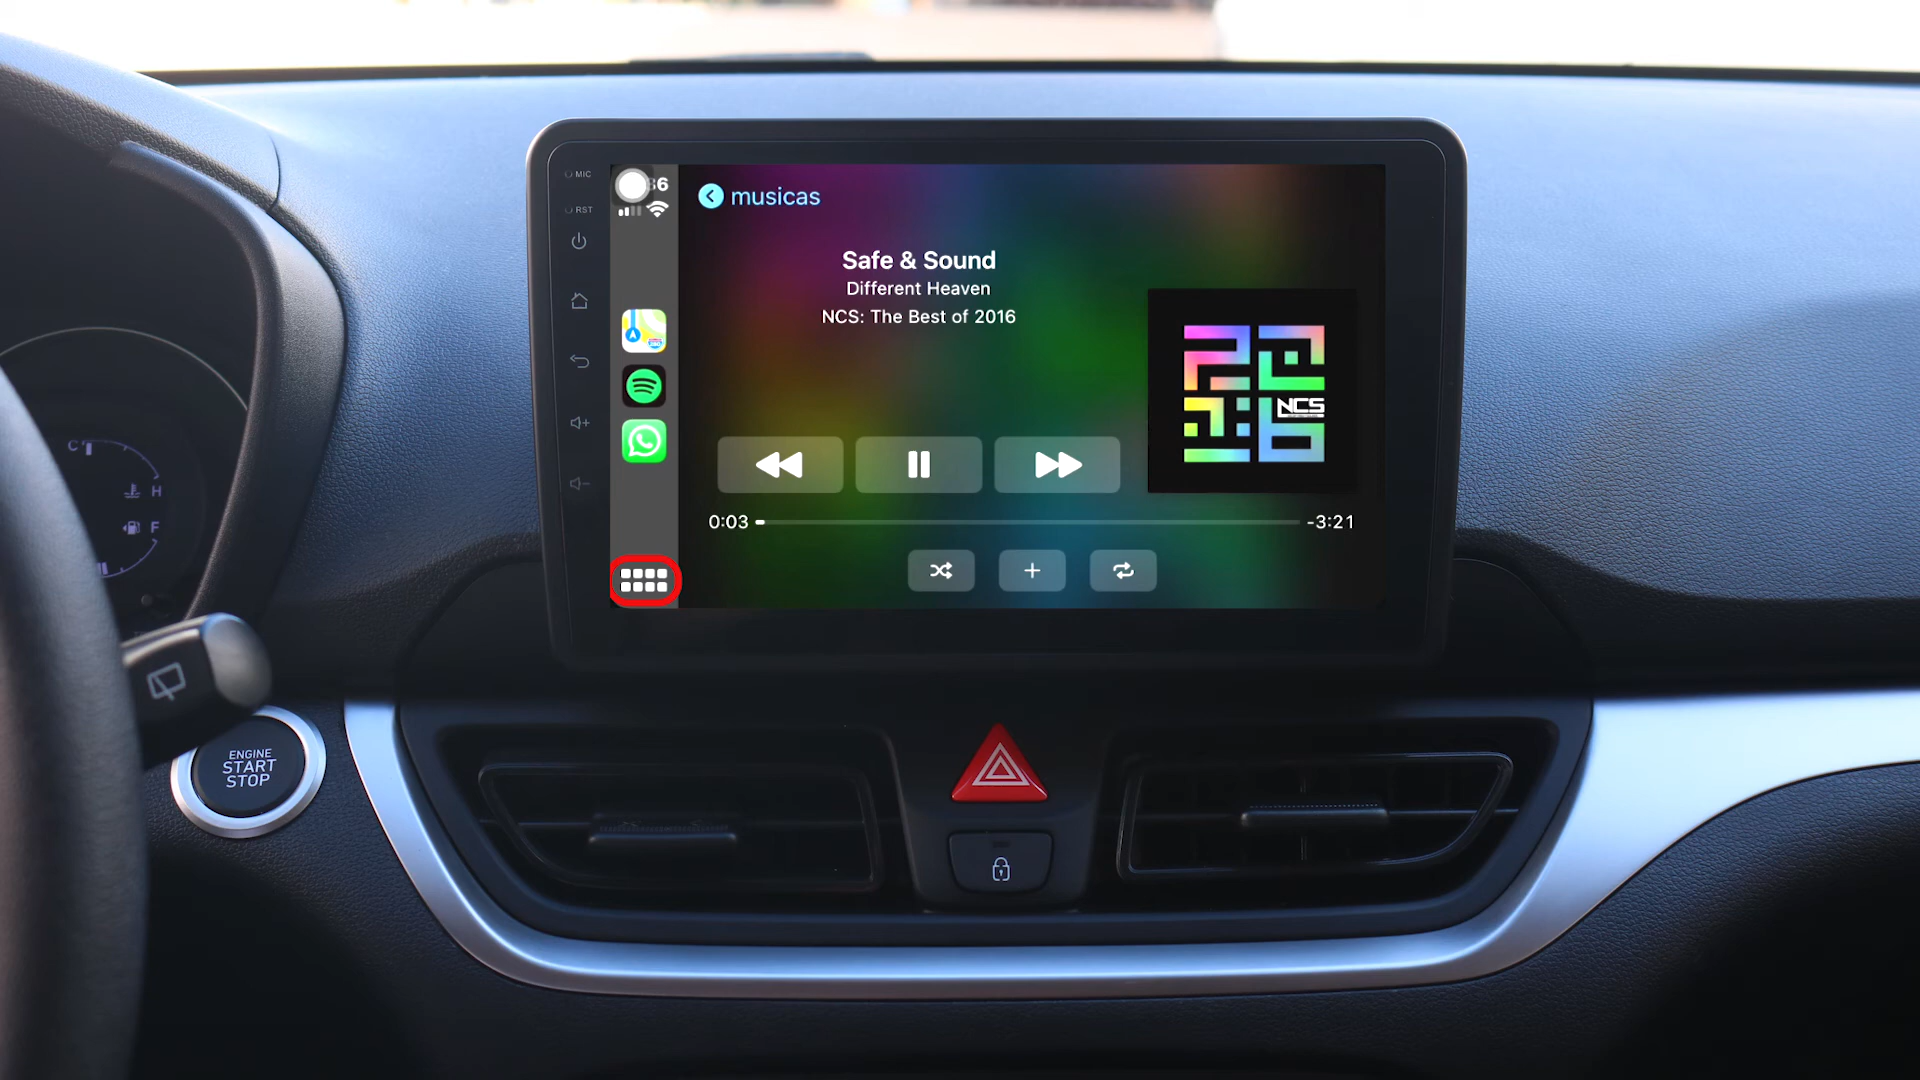 MIC
RST
36
musicas
Safe & Sound
Different Heaven
NCS: The Best of 2016
NCS
0:03
-3:21
C
H
F
ENGINE
START
STOP